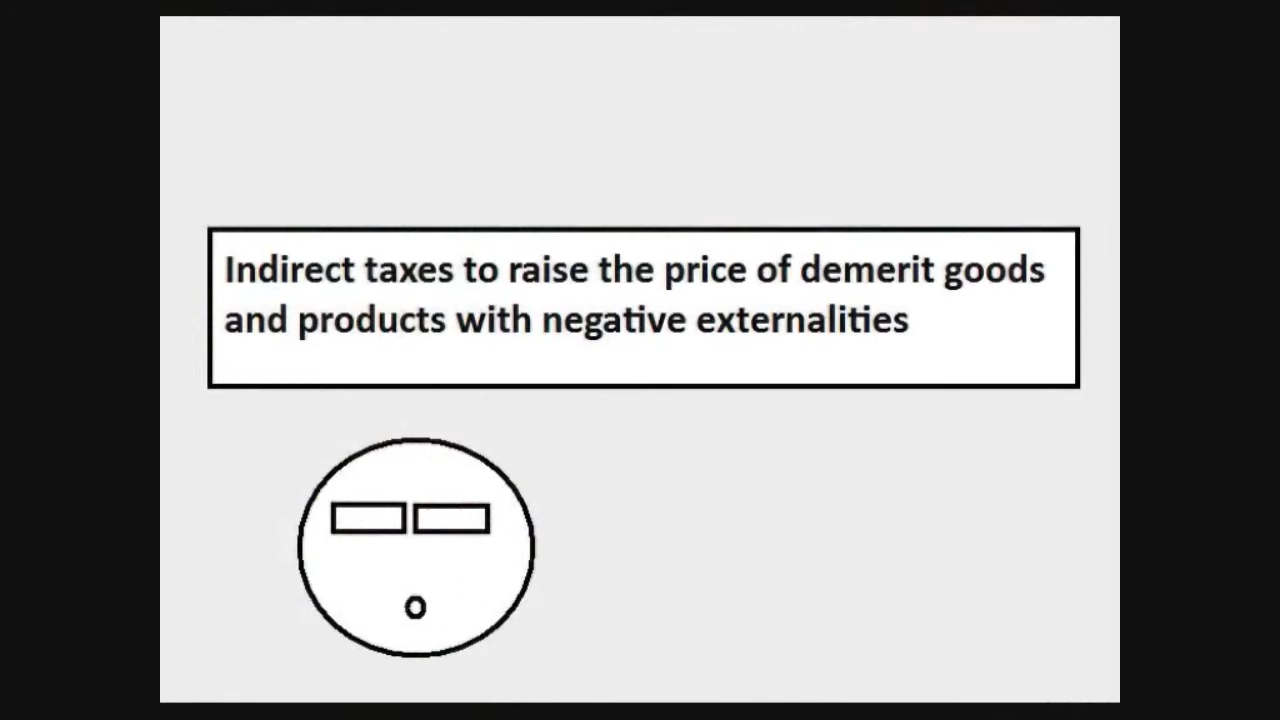 Indirect taxes to raise the price of demerit goods
and products with negative externalities